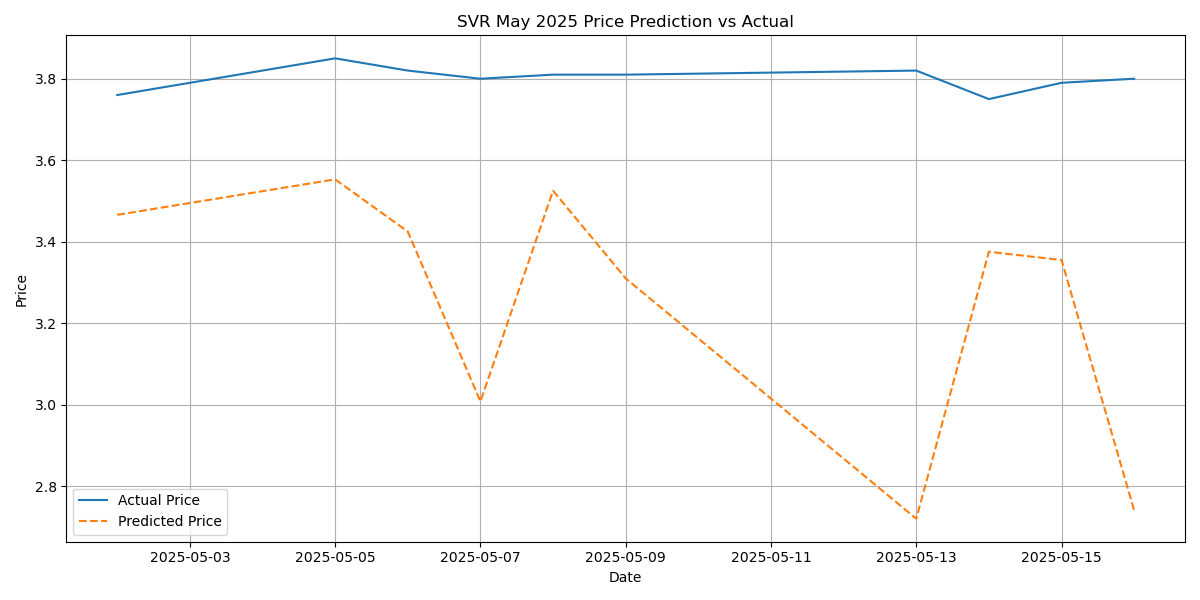 SVR May 2025 Price Prediction vs Actual
3.8
3.6
3.4
3.2
3.0
2.8
Price
Actual Price
Predicted Price
2025-05-03 2025-05-05 2025-05-07 2025-05-09 2025-05-11 2025-05-13 2025-05-15
Date